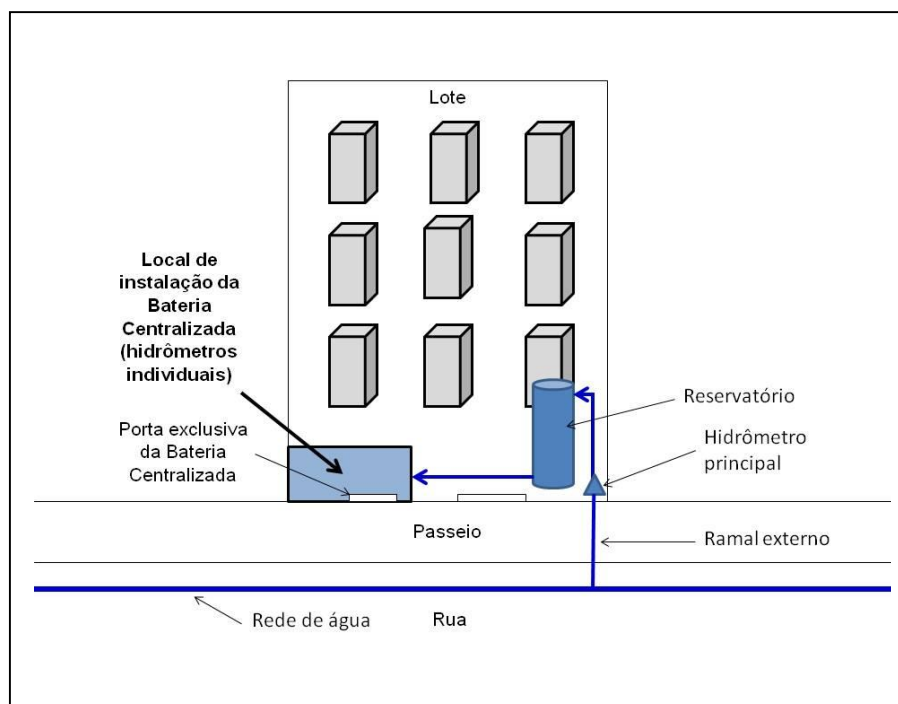 Lote
Local de
instalação da
Bateria
Centralizada
(hidrômetros
individuais)
Porta exclusiva
da Bateria
Centralizada
Reservatório
Hidrômetro
principal
Passeio
Ramal externo
Rede de água
Rua